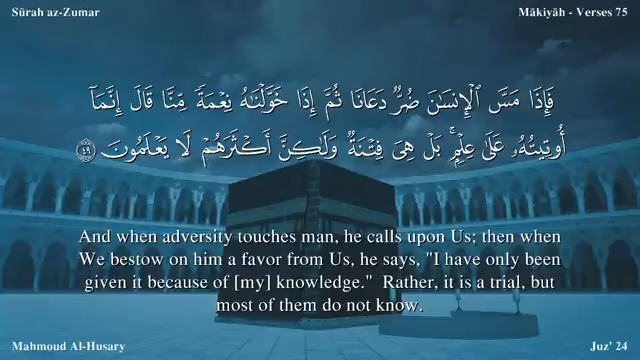 Sūrah az-Zumar
Mākiyāh - Verses 75
فَإِذَا مَسَّ ٱلْإِنسَٰنَ ضُرٌّ دَعَانَا ثُمَّ إِذَا خَوَّلْنَٰهُ نِعْمَةً مِّنَّا قَالَ إِنَّمَآ
أُوتِيتُهُۥ عَلَىٰ عِلْمٍۭ ۚ بَلْ هِىَ فِتْنَةٌ وَلَٰكِنَّ أَكْثَرَهُمْ لَا يَعْلَمُونَ ٤٩
And when adversity touches man, he calls upon Us; then when
We bestow on him a favor from Us, he says, "I have only been
given it because of [my] knowledge."  Rather, it is a trial, but
most of them do not know.
Mahmoud Al-Husary
Juz' 24